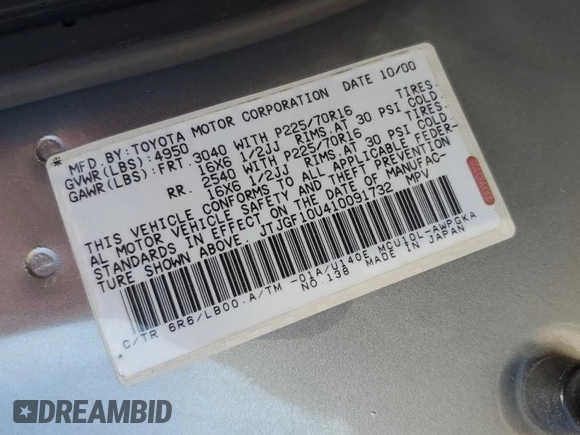 MFD. BY: TOYOTA MOTOR CORPORATION DATE 10/00
GVWR(LBS): 4950
GAWR(LBS): FRT. 3040 WITH P225/70R16 TIRES.
16X6 1/2JJ RIMS. AT 30 PSI COLD.
RR. 2540 WITH P225/70R16 TIRES.
16X6 1/2JJ RIMS. AT 30 PSI COLD.
THIS VEHICLE CONFORMS TO ALL APPLICABLE FEDER-
AL MOTOR VEHICLE SAFETY AND THEFT PREVENTION
STANDARDS IN EFFECT ON THE DATE OF MANUFAC-
TURE SHOWN ABOVE. JTJGF10U410091732 MPV
C/TR 6R6/LB00. A/TM -01A/U140F MCU10L-AWPGKA
NO.138 MADE IN JAPAN
DREAMBID